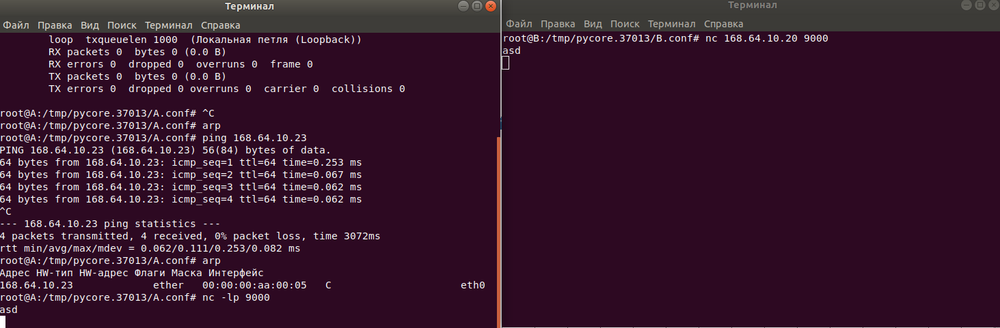 Терминал
Файл Правка Вид Поиск Терминал Справка
loop txqueuelen 1000 (Локальная петля (Loopback))
RX packets 0 bytes 0 (0.0 B)
RX errors 0 dropped 0 overruns 0 frame 0
TX packets 0 bytes 0 (0.0 B)
TX errors 0 dropped 0 overruns 0 carrier 0 collisions 0
root@A:/tmp/pycore.37013/A.conf# ^C
root@A:/tmp/pycore.37013/A.conf# arp
root@A:/tmp/pycore.37013/A.conf# ping 168.64.10.23
PING 168.64.10.23 (168.64.10.23) 56(84) bytes of data.
64 bytes from 168.64.10.23: icmp_seq=1 ttl=64 time=0.253 ms
64 bytes from 168.64.10.23: icmp_seq=2 ttl=64 time=0.067 ms
64 bytes from 168.64.10.23: icmp_seq=3 ttl=64 time=0.062 ms
64 bytes from 168.64.10.23: icmp_seq=4 ttl=64 time=0.062 ms
^C
--- 168.64.10.23 ping statistics ---
4 packets transmitted, 4 received, 0% packet loss, time 3072ms
rtt min/avg/max/mdev = 0.062/0.111/0.253/0.082 ms
root@A:/tmp/pycore.37013/A.conf# arp
Адрес HW-тип HW-адрес Флаги Маска Интерфейс
168.64.10.23 ether 00:00:00:aa:00:05 C eth0
root@A:/tmp/pycore.37013/A.conf# nc -lp 9000
asd
Терминал
Файл Правка Вид Поиск Терминал Справка
root@B:/tmp/pycore.37013/B.conf# nc 168.64.10.20 9000
asd